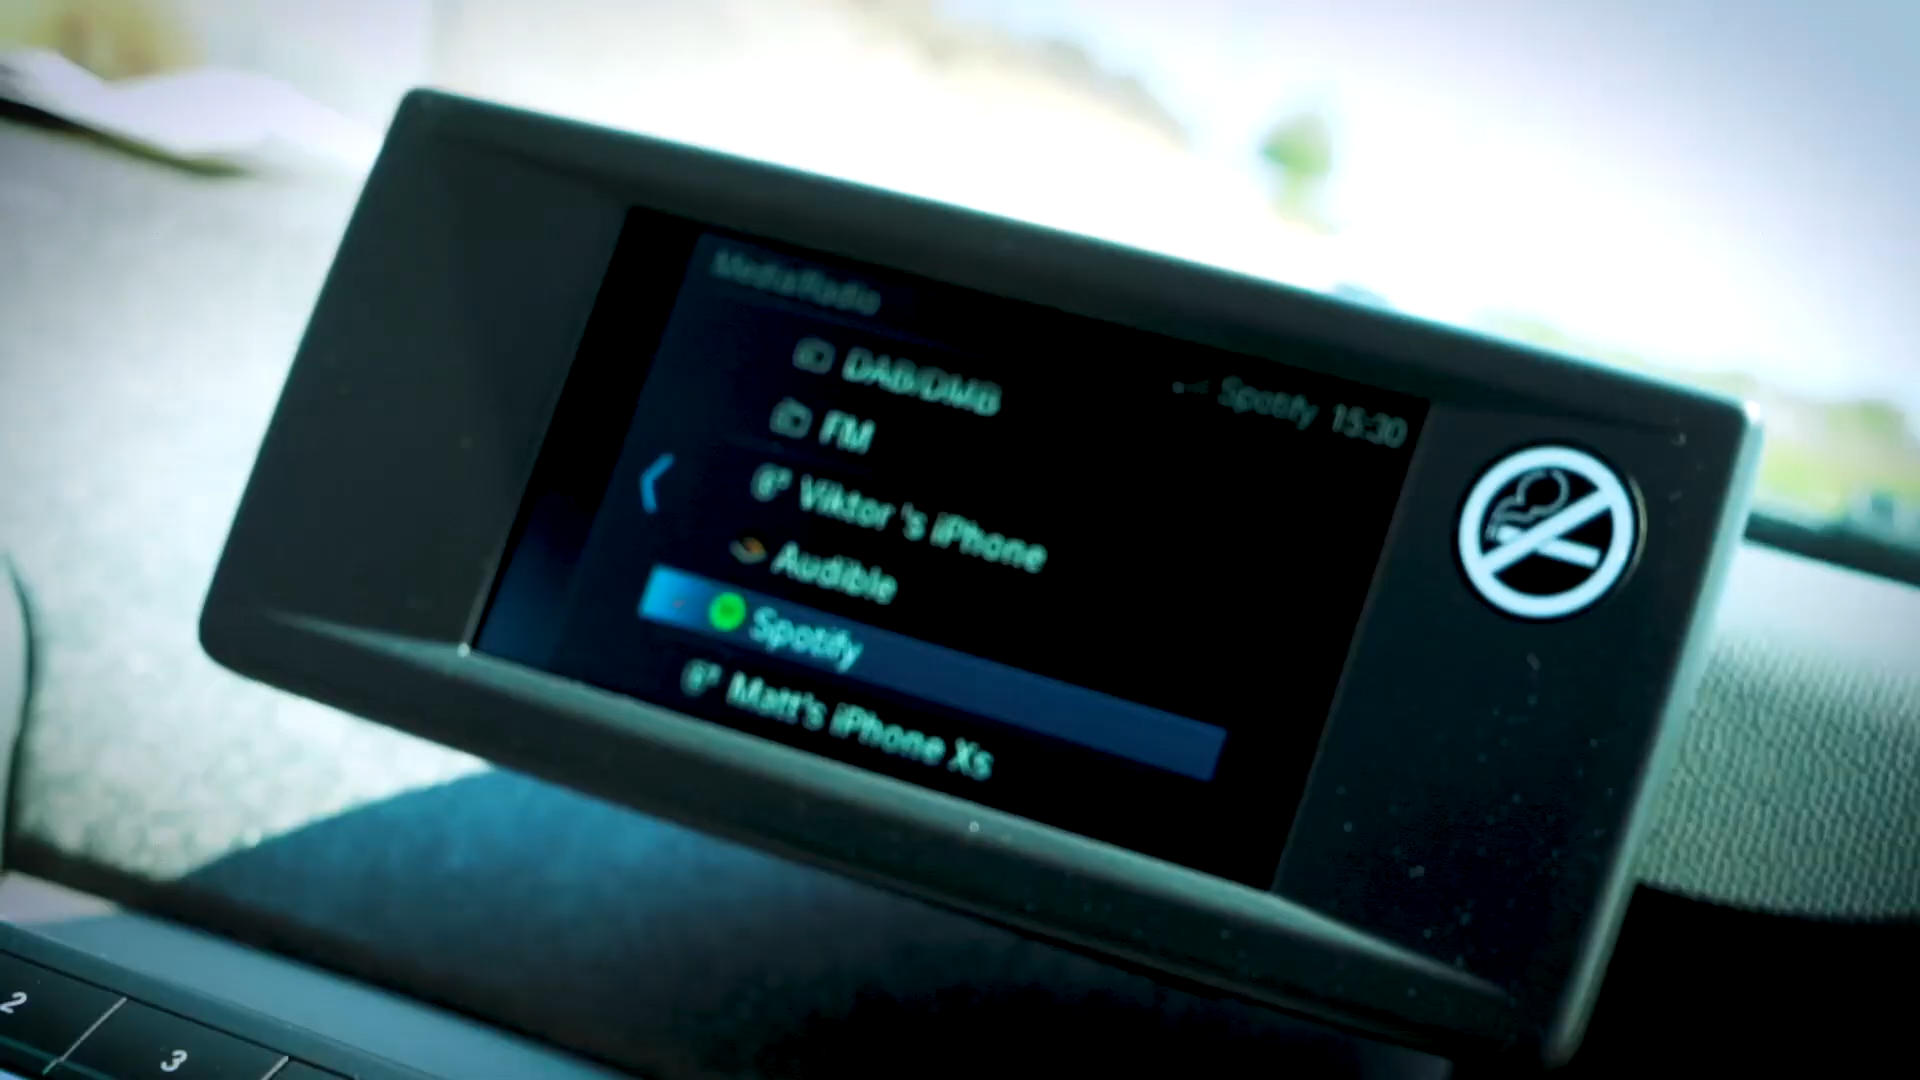 Media/Radio
Spotify 15:30
DAB/DMB
FM
Viktor 's iPhone
Audible
Spotify
Matt's iPhone Xs
2
3